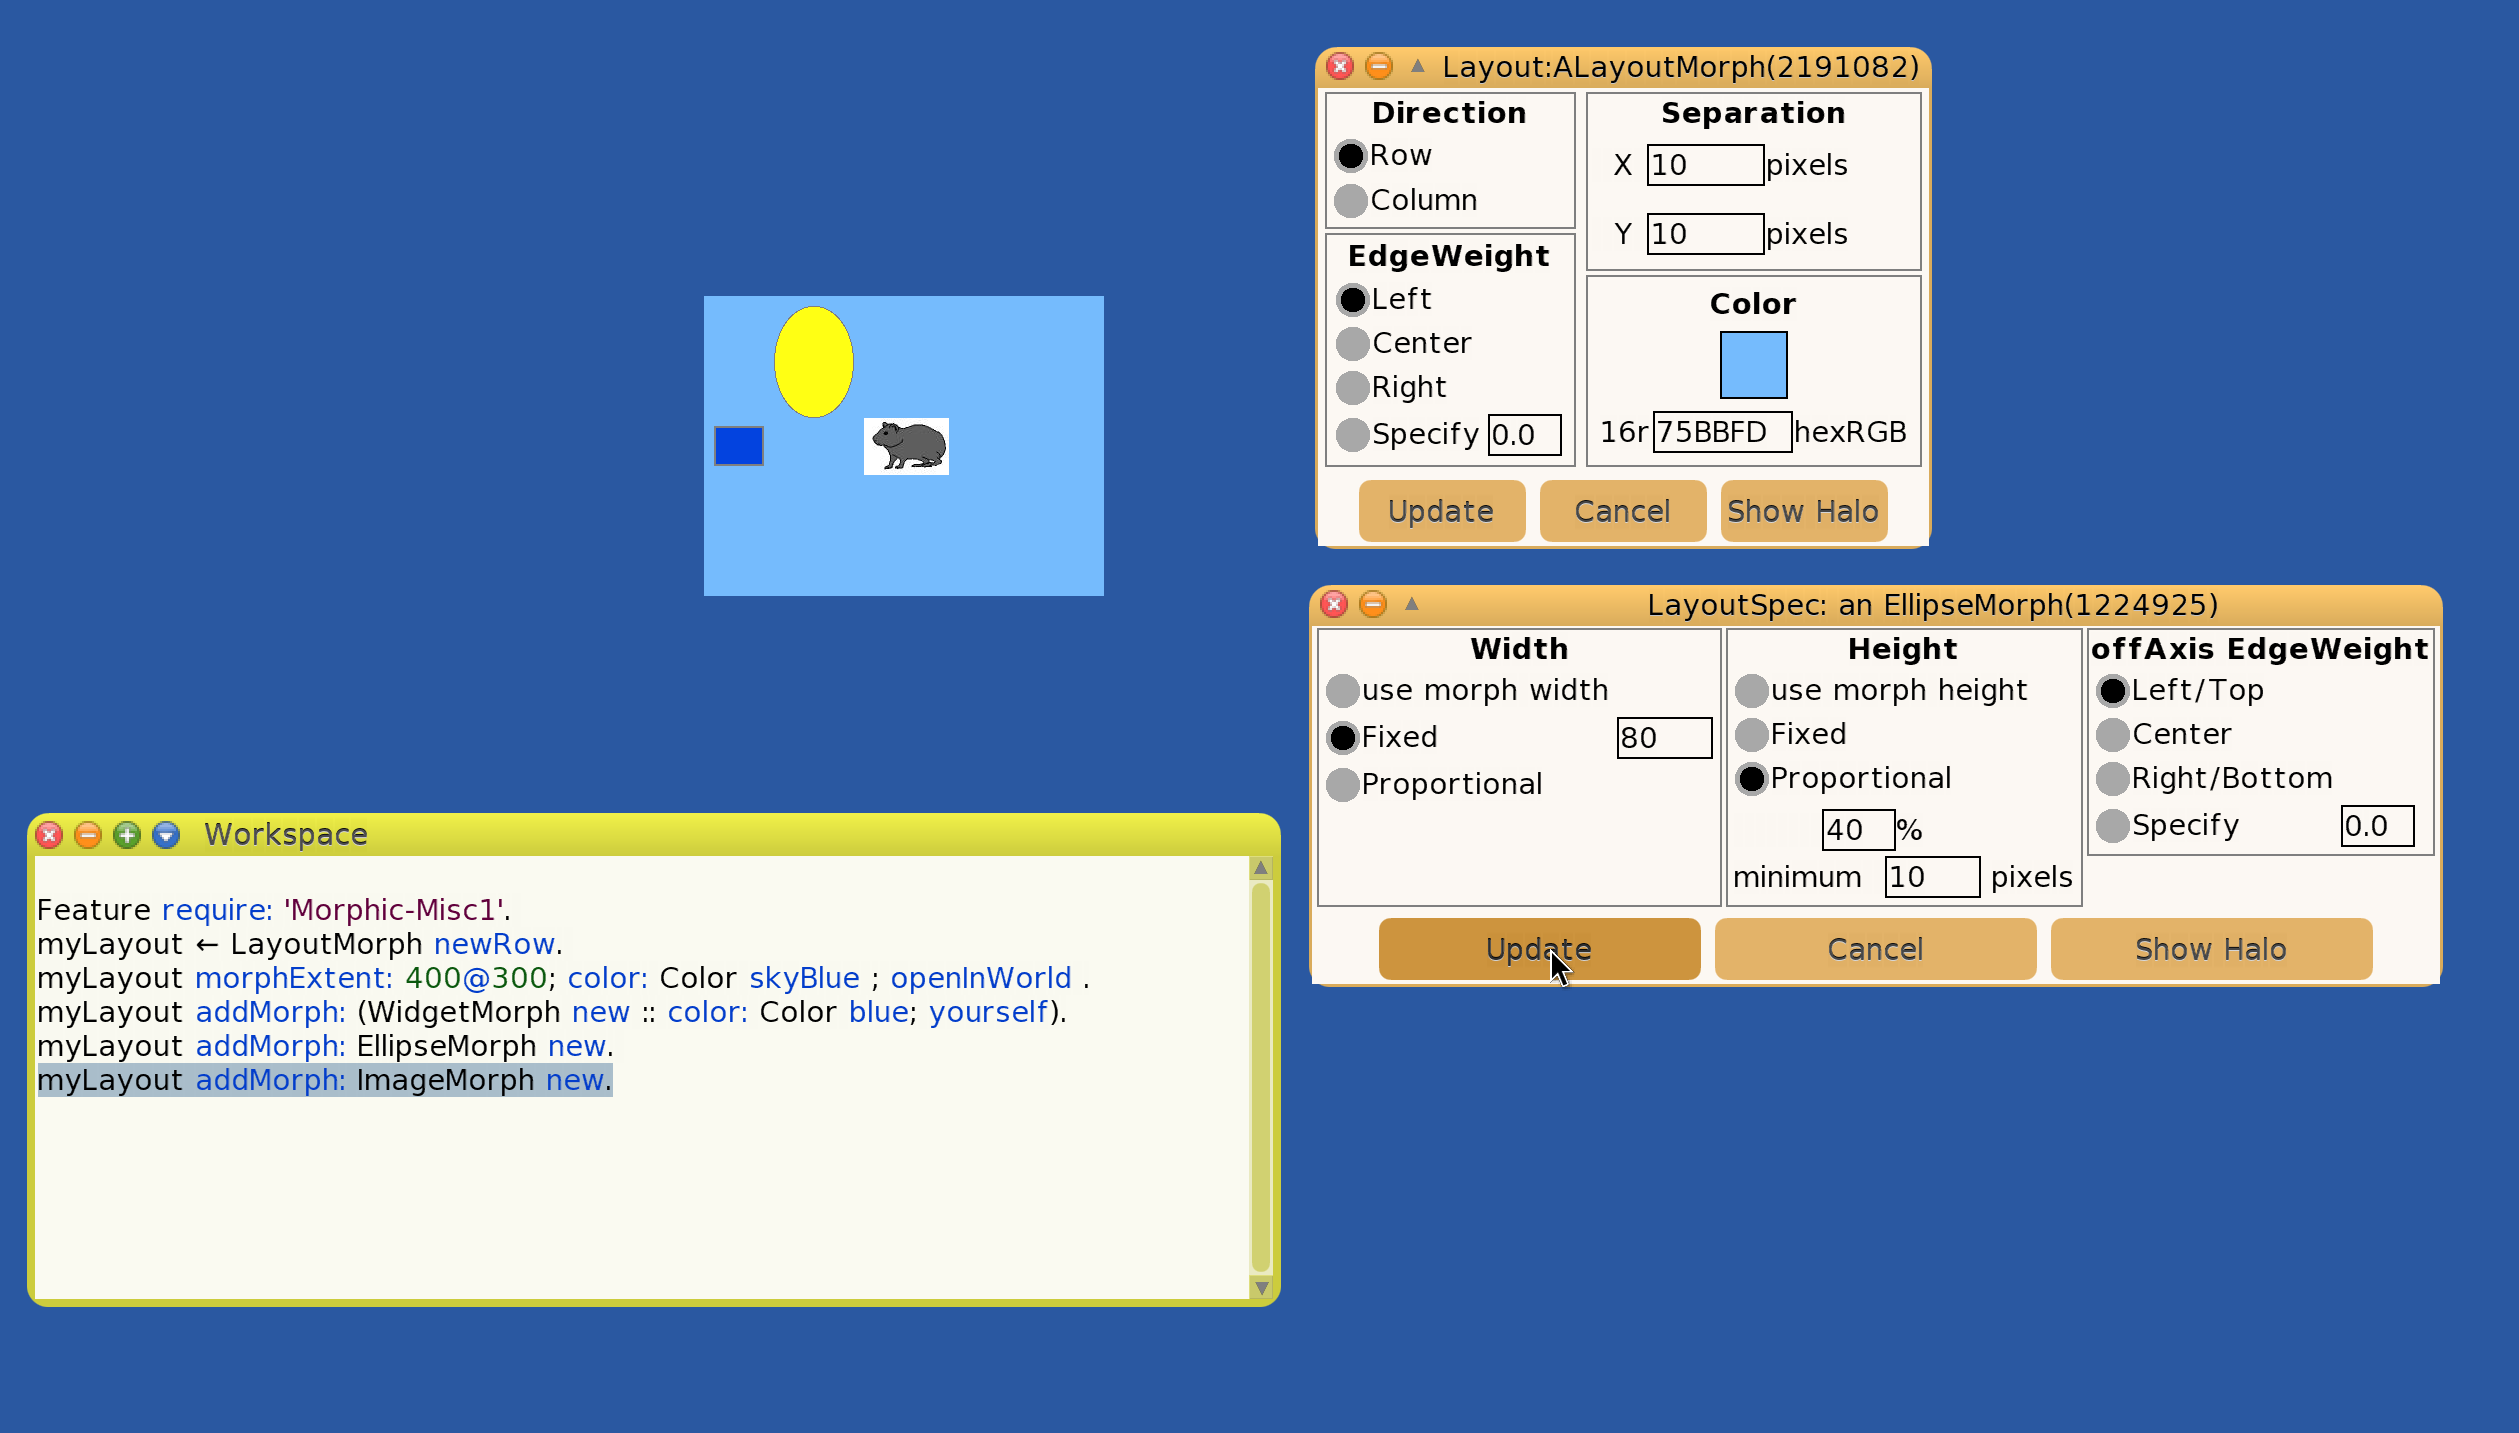 Layout:ALayoutMorph(2191082)
Direction
Row
Column
EdgeWeight
Left
Center
Right
Specify 0.0
Separation
X 10 pixels
Y 10 pixels
Color
16r 75BBFD hexRGB
Update Cancel Show Halo
LayoutSpec: an EllipseMorph(1224925)
Width
use morph width
Fixed 80
Proportional
Height
use morph height
Fixed
Proportional
40 %
minimum 10 pixels
offAxis EdgeWeight
Left/Top
Center
Right/Bottom
Specify 0.0
Update Cancel Show Halo
Workspace
Feature require: 'Morphic-Misc1'.
myLayout ← LayoutMorph newRow.
myLayout morphExtent: 400@300; color: Color skyBlue ; openInWorld .
myLayout addMorph: (WidgetMorph new :: color: Color blue; yourself).
myLayout addMorph: EllipseMorph new.
myLayout addMorph: ImageMorph new.